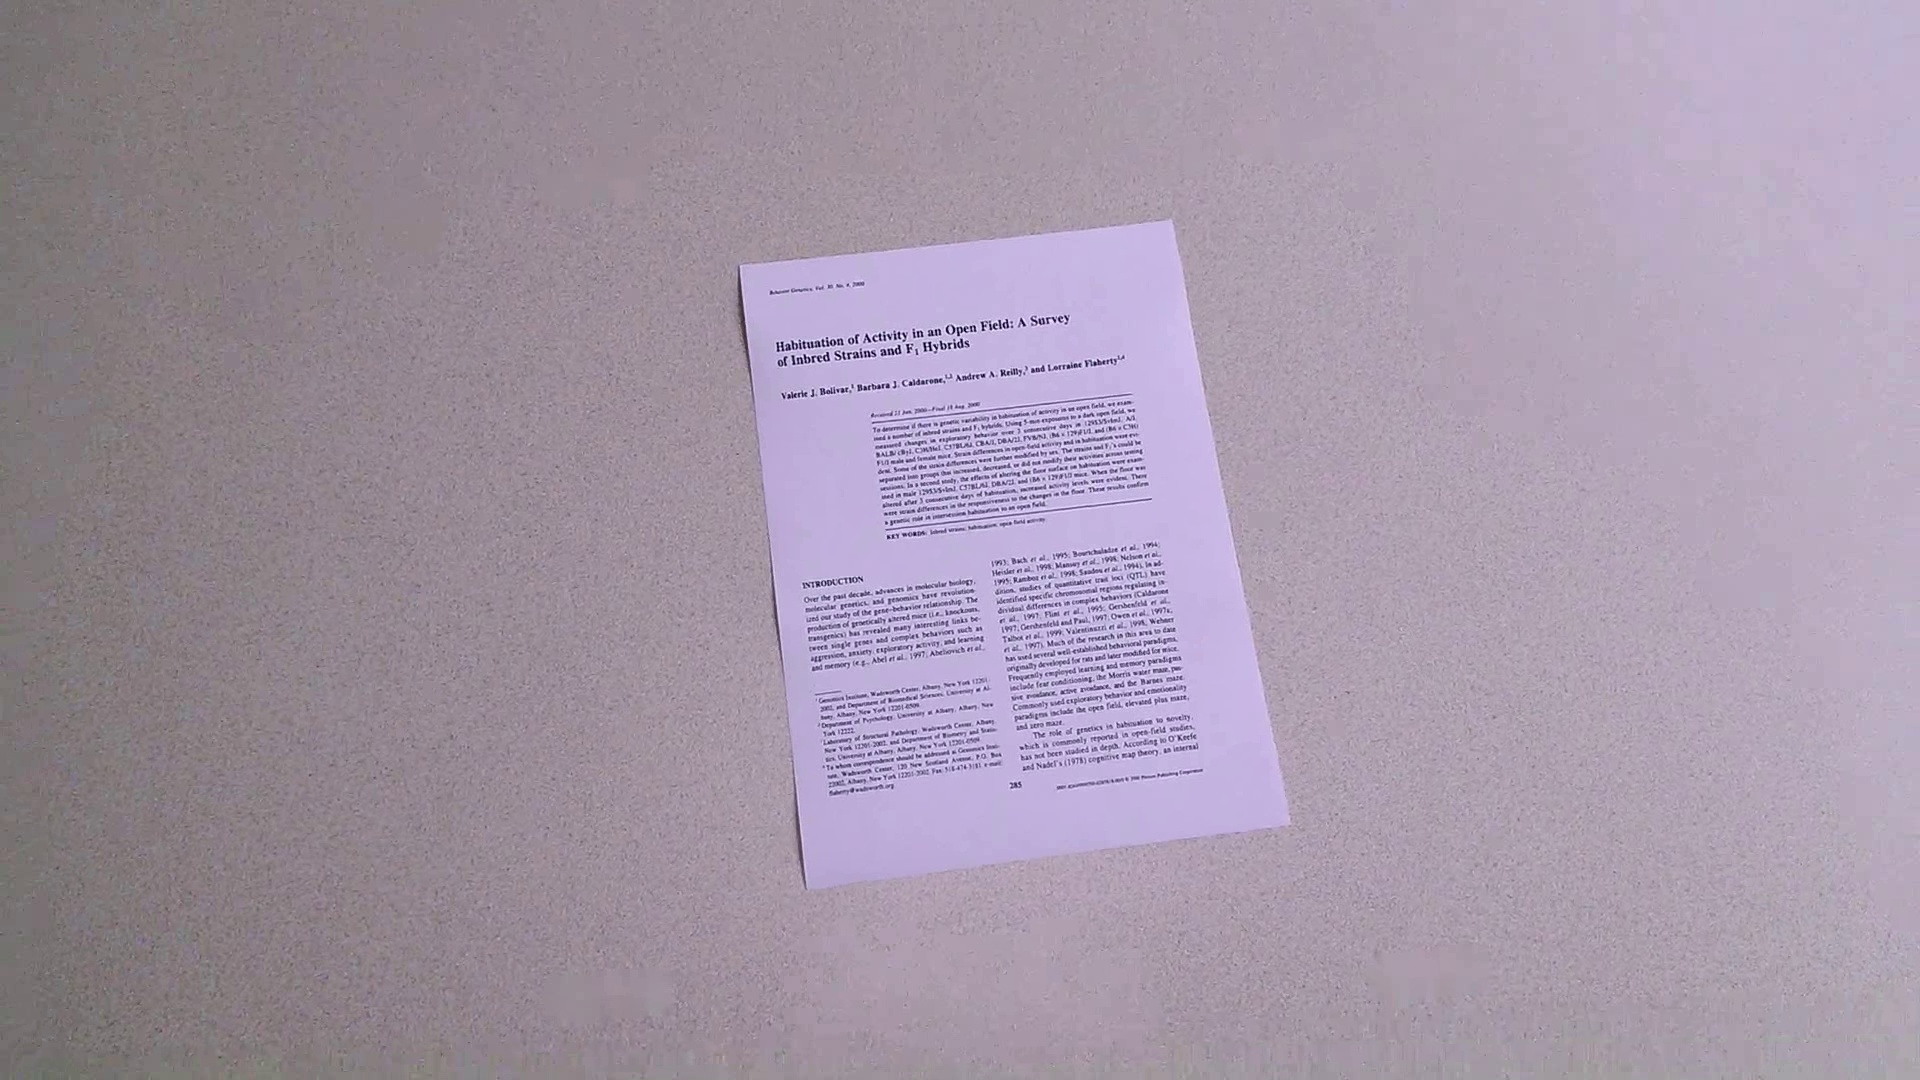 Behavior Genetics, Vol. 30, No. 4, 2000
Habituation of Activity in an Open Field: A Survey
of Inbred Strains and F1 Hybrids
Valerie J. Bolivar,1 Barbara J. Caldarone,1,2 Andrew A. Reilly,3 and Lorraine Flaherty1,4
Received 21 Jan. 2000—Final 18 Aug. 2000
To determine if there is genetic variability in habituation of activity in an open field, we exam-
ined a number of inbred strains and F1 hybrids. Using 5-min exposures to a dark open field, we
measured changes in exploratory behavior over 3 consecutive days in 129S3/SvImJ, A/J,
BALB/cByJ, C3H/HeJ, C57BL/6J, CBA/J, DBA/2J, FVB/NJ, (B6 × 129)F1/J, and (B6 × C3H)
F1/J male and female mice. Strain differences in open-field activity and in habituation were evi-
dent. Some of the strain differences were further modified by sex. The strains and F1's could be
separated into groups that increased, decreased, or did not modify their activities across testing
sessions. In a second study, the effects of altering the floor surface on habituation were exam-
ined in male 129S3/SvImJ, C57BL/6J, DBA/2J, and (B6 × 129)F1/J mice. When the floor was
altered after 3 consecutive days of habituation, increased activity levels were evident. There
were strain differences in the responsiveness to the changes in the floor. These results confirm
a genetic role in intersession habituation to an open field.
KEY WORDS: Inbred strains; habituation; open-field activity.
INTRODUCTION
Over the past decade, advances in molecular biology,
molecular genetics, and genomics have revolution-
ized our study of the gene–behavior relationship. The
production of genetically altered mice (i.e., knockouts,
transgenics) has revealed many interesting links be-
tween single genes and complex behaviors such as
aggression, anxiety, exploratory activity, and learning
and memory (e.g., Abel et al., 1997; Abeliovich et al.,
1 Genomics Institute, Wadsworth Center, Albany, New York 12201-
2002, and Department of Biomedical Sciences, University at Al-
bany, Albany, New York 12201-0509.
2 Department of Psychology, University at Albany, Albany, New
York 12222.
3 Laboratory of Structural Pathology, Wadsworth Center, Albany,
New York 12201-2002, and Department of Biometry and Statis-
tics, University at Albany, Albany, New York 12201-0509.
4 To whom correspondence should be addressed at Genomics Insti-
tute, Wadsworth Center, 120 New Scotland Avenue, P.O. Box
22002, Albany, New York 12201-2002. Fax: 518-474-3181. e-mail:
flaherty@wadsworth.org
1993; Bach et al., 1995; Bourtchuladze et al., 1994;
Heisler et al., 1998; Mansuy et al., 1998; Nelson et al.,
1995; Ramboz et al., 1998; Saudou et al., 1994). In ad-
dition, studies of quantitative trait loci (QTL) have
identified specific chromosomal regions regulating in-
dividual differences in complex behaviors (Caldarone
et al., 1997; Flint et al., 1995; Gershenfeld et al.,
1997; Gershenfeld and Paul, 1997; Owen et al., 1997a;
Talbot et al., 1999; Valentinuzzi et al., 1998; Wehner
et al., 1997). Much of the research in this area to date
has used several well-established behavioral paradigms,
originally developed for rats and later modified for mice.
Frequently employed learning and memory paradigms
include fear conditioning, the Morris water maze, pas-
sive avoidance, active avoidance, and the Barnes maze.
Commonly used exploratory behavior and emotionality
paradigms include the open field, elevated plus maze,
and zero maze.
The role of genetics in habituation to novelty,
which is commonly reported in open-field studies,
has not been studied in depth. According to O'Keefe
and Nadel's (1978) cognitive map theory, an internal
285
2000 Plenum Publishing Corporation